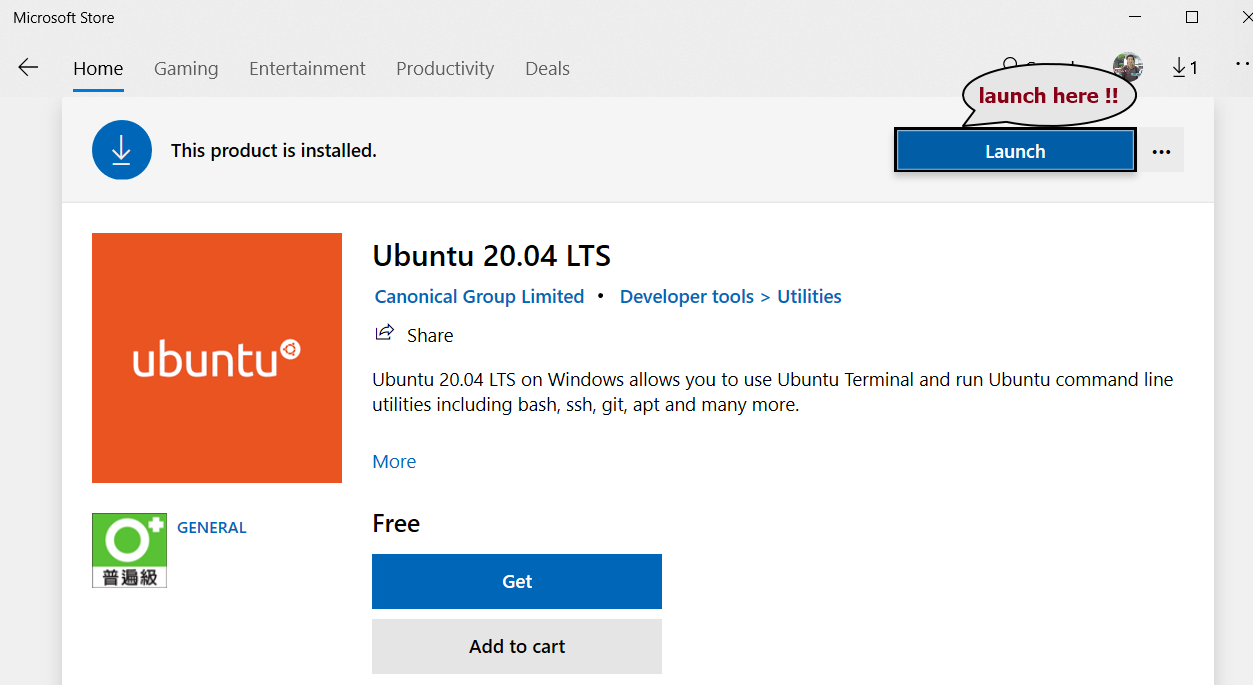 Microsoft Store
Home Gaming Entertainment Productivity Deals
1
launch here !!
This product is installed.
Launch
ubuntu
Ubuntu 20.04 LTS
Canonical Group Limited • Developer tools > Utilities
Share
Ubuntu 20.04 LTS on Windows allows you to use Ubuntu Terminal and run Ubuntu command line
utilities including bash, ssh, git, apt and many more.
More
GENERAL
普遍級
Free
Get
Add to cart